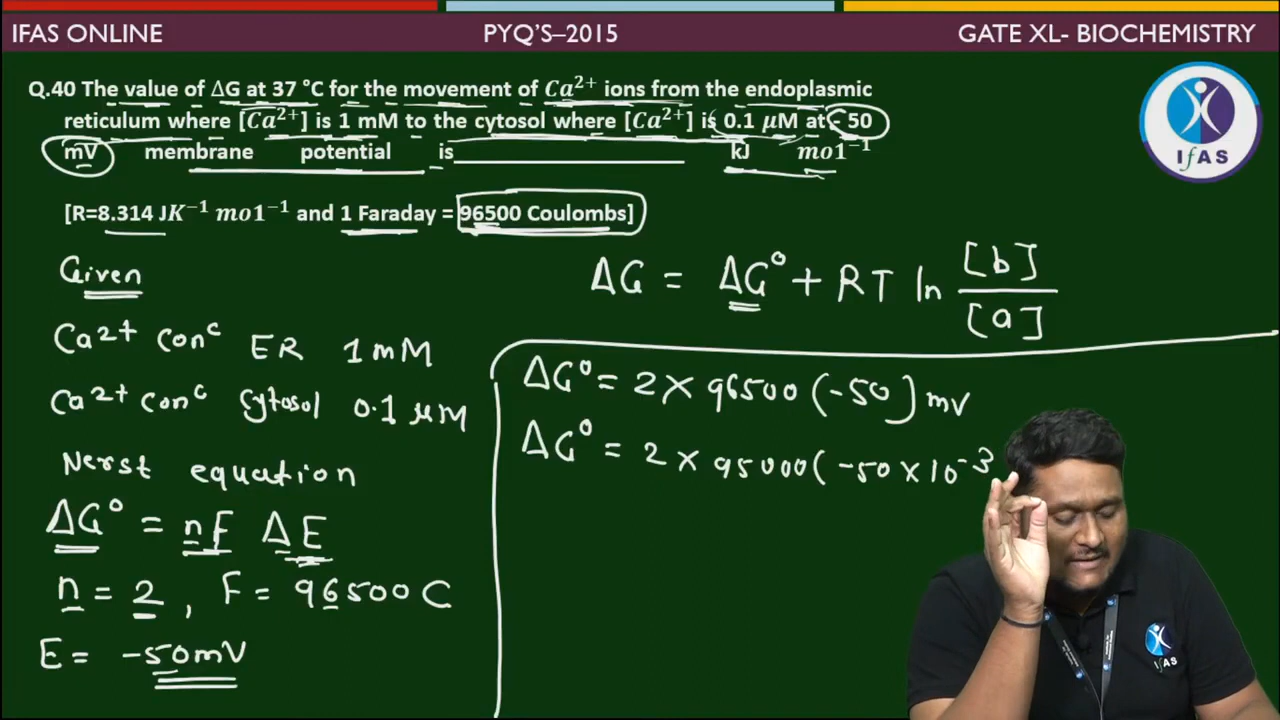 IFAS ONLINE PYQ'S–2015 GATE XL- BIOCHEMISTRY
Q.40 The value of ΔG at 37 °C for the movement of Ca²⁺ ions from the endoplasmic
reticulum where [Ca²⁺] is 1 mM to the cytosol where [Ca²⁺] is 0.1 μM at – 50
mV membrane potential is_______________ kJ mo1⁻¹
[R=8.314 JK⁻¹ mo1⁻¹ and 1 Faraday = 96500 Coulombs]
IfAS
Given
ΔG = ΔG° + RT ln [b]/[a]
Ca2+ conc ER 1mM
Ca2+ conc Cytosol 0.1 μM
Nerst equation
ΔG° = nF ΔE
n = 2 , F = 96500 C
E = -50mV
ΔG° = 2 × 96500 (-50) mV
ΔG° = 2 × 95000 (-50 × 10⁻³
IfAS